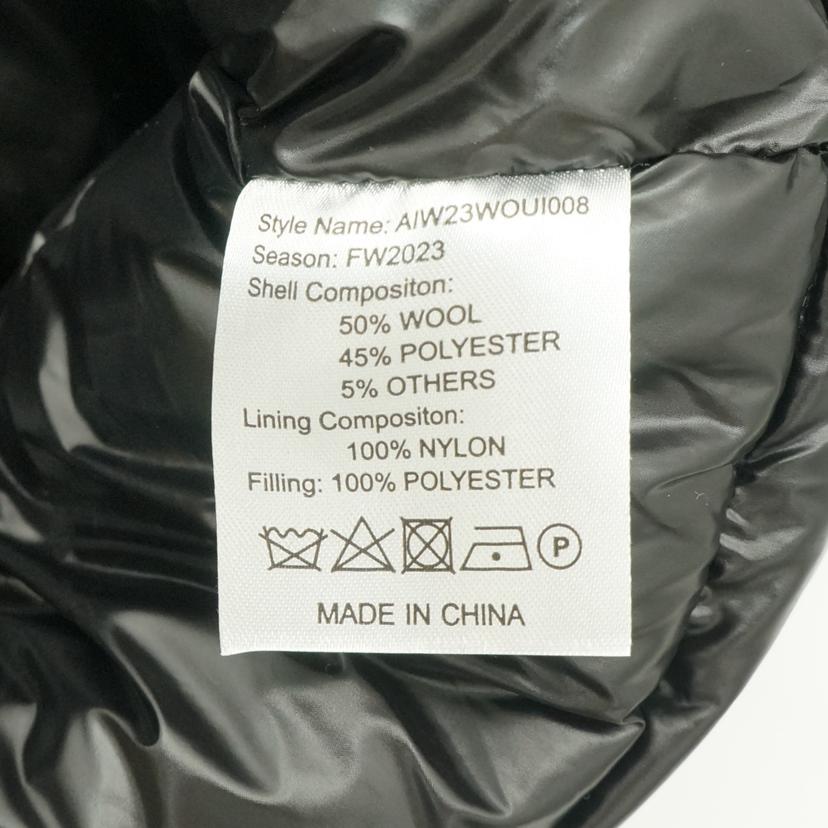 Style Name: AIW23WOUI008
Season: FW2023
Shell Compositon:
50% WOOL
45% POLYESTER
5% OTHERS
Lining Compositon:
100% NYLON
Filling: 100% POLYESTER
P
MADE IN CHINA